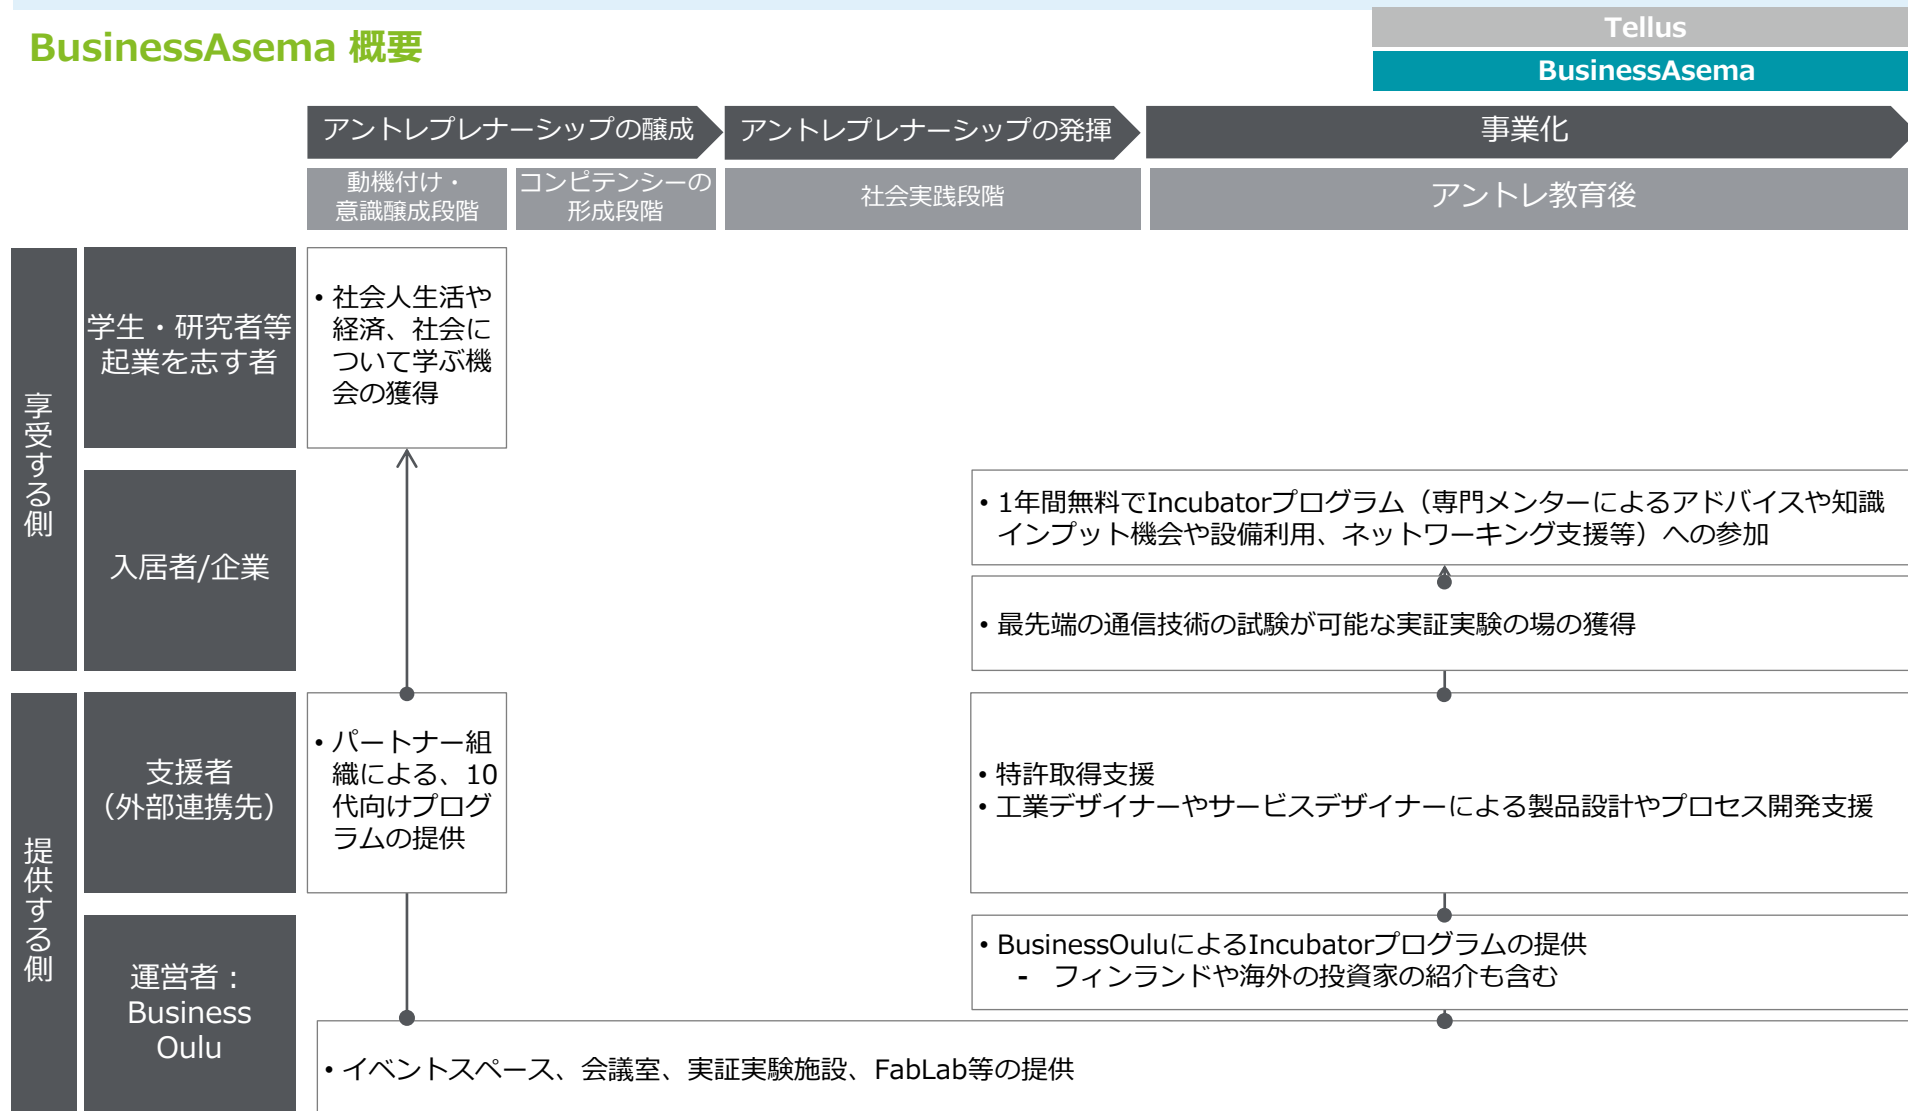 BusinessAsema 概要
Tellus
BusinessAsema
アントレプレナーシップの醸成
アントレプレナーシップの発揮
事業化
動機付け・
意識醸成段階
コンピテンシーの
形成段階
社会実践段階
アントレ教育後
享受する側
学生・研究者等
起業を志す者
• 社会人生活や
経済、社会に
ついて学ぶ機
会の獲得
入居者/企業
• 1年間無料でIncubatorプログラム（専門メンターによるアドバイスや知識
インプット機会や設備利用、ネットワーキング支援等）への参加
• 最先端の通信技術の試験が可能な実証実験の場の獲得
提供する側
支援者
（外部連携先）
• パートナー組
織による、10
代向けプログ
ラムの提供
• 特許取得支援
• 工業デザイナーやサービスデザイナーによる製品設計やプロセス開発支援
運営者：
Business
Oulu
• BusinessOuluによるIncubatorプログラムの提供
- フィンランドや海外の投資家の紹介も含む
• イベントスペース、会議室、実証実験施設、FabLab等の提供